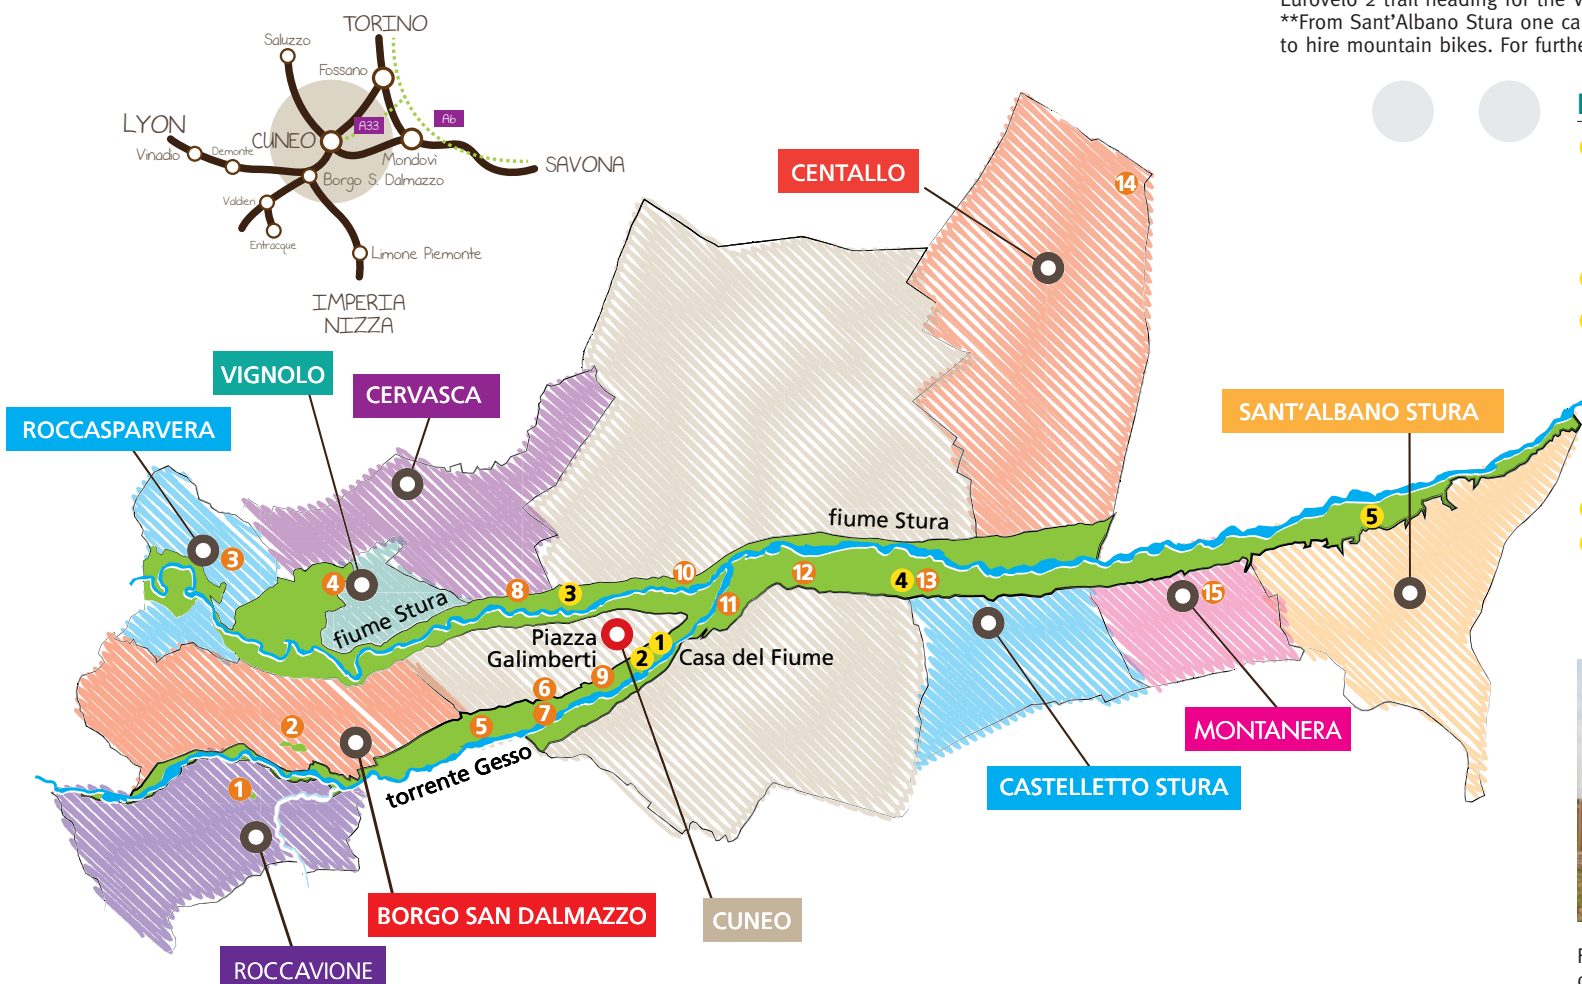 **From Sant’Albano Stura one ca
to hire mountain bikes. For furthe
TORINO
Saluzzo
Fossano
LYON
A33
A6
CUNEO
Vinadio
Demonte
Mondovì
SAVONA
Borgo S. Dalmazzo
Valdieri
Entracque
Limone Piemonte
IMPERIA
NIZZA
CENTALLO
14
VIGNOLO
CERVASCA
ROCCASPARVERA
SANT’ALBANO STURA
fiume Stura
5
3
4
8
3
10
12
4
13
15
11
fiume Stura
Piazza
Galimberti
1
2
Casa del Fiume
9
6
7
5
2
torrente Gesso
1
MONTANERA
CASTELLETTO STURA
BORGO SAN DALMAZZO
CUNEO
ROCCAVIONE